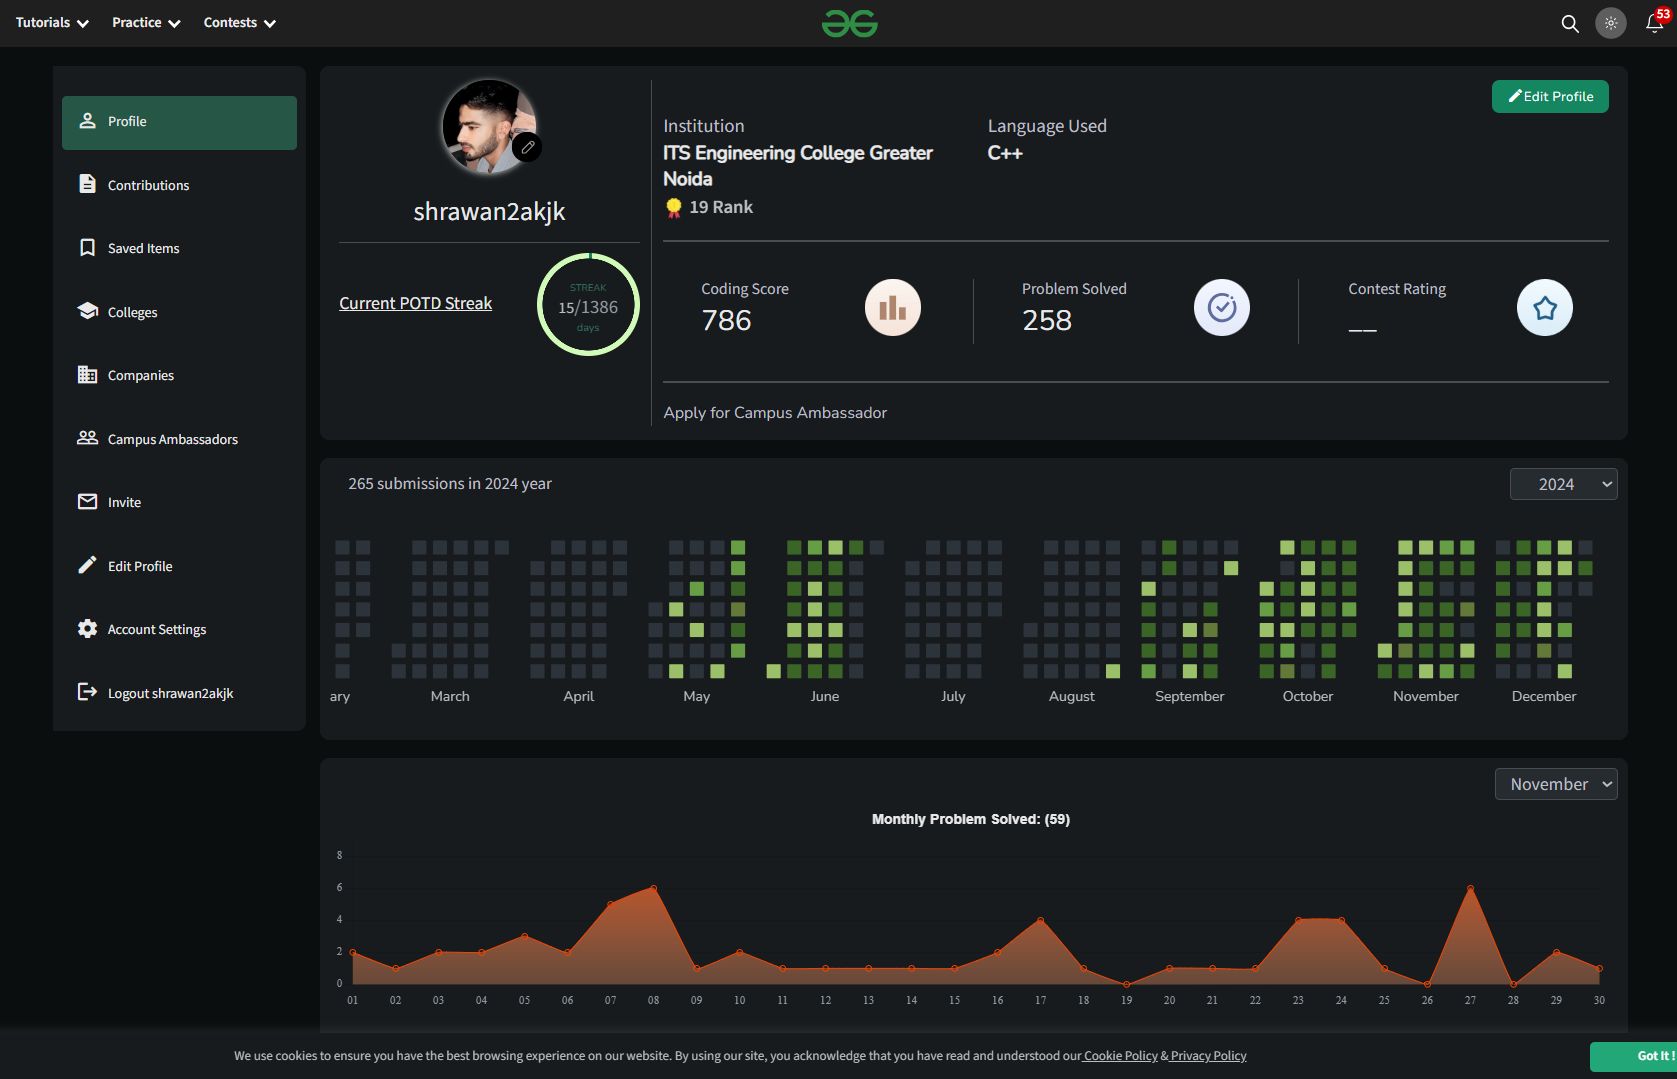 Tutorials
Practice
Contests
53
Profile
Contributions
Saved Items
Colleges
Companies
Campus Ambassadors
Invite
Edit Profile
Account Settings
Logout shrawan2akjk
shrawan2akjk
Current POTD Streak
STREAK
15/1386
days
Institution
ITS Engineering College Greater
Noida
19 Rank
Language Used
C++
Edit Profile
Coding Score
786
Problem Solved
258
Contest Rating
__
Apply for Campus Ambassador
265 submissions in 2024 year
2024
ary March April May June July August September October November December
November
Monthly Problem Solved: (59)
8
6
4
2
0
01 02 03 04 05 06 07 08 09 10 11 12 13 14 15 16 17 18 19 20 21 22 23 24 25 26 27 28 29 30
We use cookies to ensure you have the best browsing experience on our website. By using our site, you acknowledge that you have read and understood our Cookie Policy & Privacy Policy
Got It !